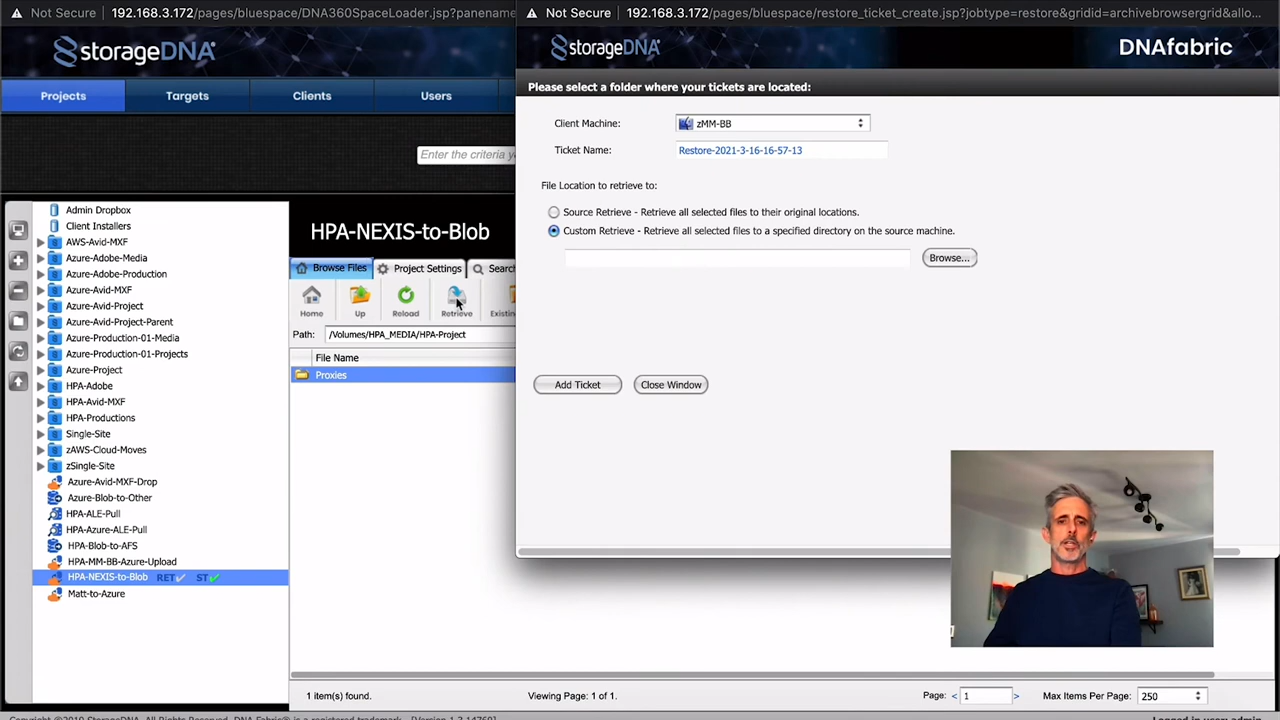 Not Secure 192.168.3.172/pages/bluespace/DNA360SpaceLoader.jsp?panename
storageDNA
Projects
Targets
Clients
Users
Enter the criteria y
Admin Dropbox
Client Installers
AWS-Avid-MXF
Azure-Adobe-Media
Azure-Adobe-Production
Azure-Avid-MXF
Azure-Avid-Project
Azure-Avid-Project-Parent
Azure-Production-01-Media
Azure-Production-01-Projects
Azure-Project
HPA-Adobe
HPA-Avid-MXF
HPA-Productions
Single-Site
zAWS-Cloud-Moves
zSingle-Site
Azure-Avid-MXF-Drop
Azure-Blob-to-Other
HPA-ALE-Pull
HPA-Azure-ALE-Pull
HPA-Blob-to-AFS
HPA-MM-BB-Azure-Upload
HPA-NEXIS-to-Blob RET ST
Matt-to-Azure
HPA-NEXIS-to-Blob
Browse Files
Project Settings
Search
Home
Up
Reload
Retrieve
Existin
Path: /Volumes/HPA_MEDIA/HPA-Project
File Name
Proxies
1 item(s) found.
Viewing Page: 1 of 1.
Page: < 1 >
Max Items Per Page: 250
Not Secure 192.168.3.172/pages/bluespace/restore_ticket_create.jsp?jobtype=restore&gridid=archivebrowsergrid&allo...
storageDNA
DNAfabric
Please select a folder where your tickets are located:
Client Machine: zMM-BB
Ticket Name: Restore-2021-3-16-16-57-13
File Location to retrieve to:
Source Retrieve - Retrieve all selected files to their original locations.
Custom Retrieve - Retrieve all selected files to a specified directory on the source machine.
Browse...
Add Ticket
Close Window